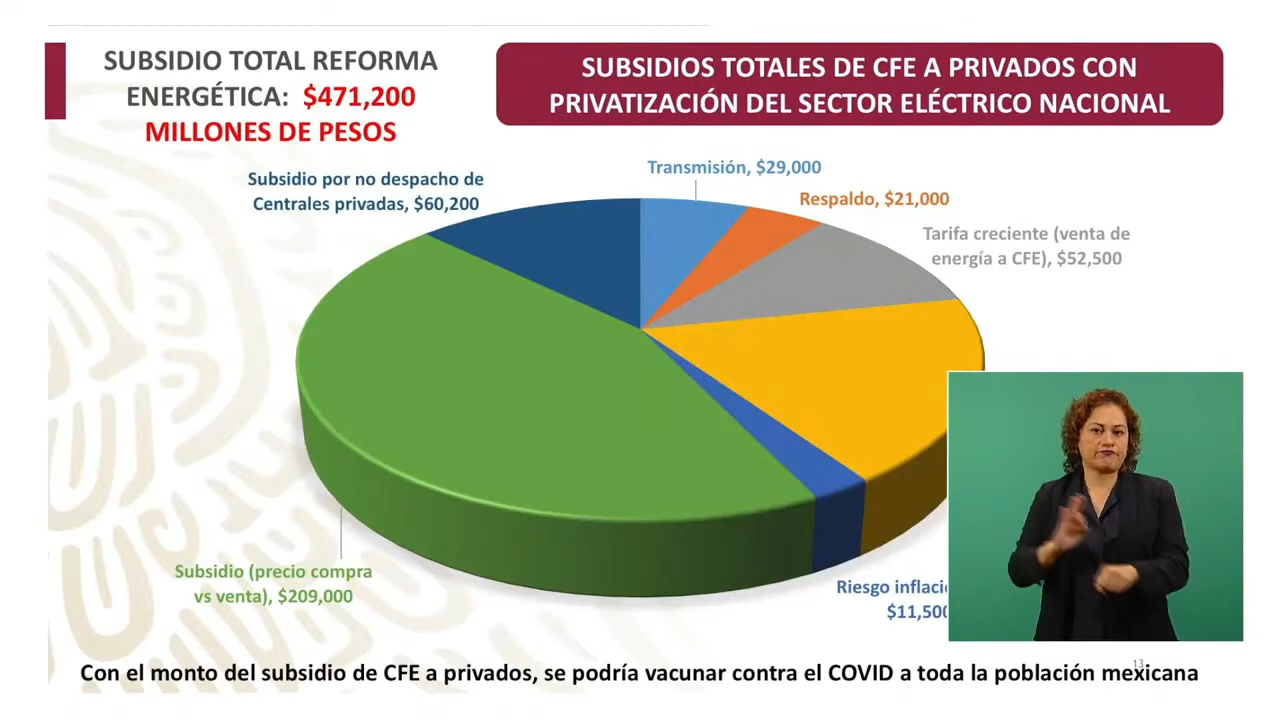 SUBSIDIO TOTAL REFORMA
ENERGÉTICA: $471,200
MILLONES DE PESOS
SUBSIDIOS TOTALES DE CFE A PRIVADOS CON
PRIVATIZACIÓN DEL SECTOR ELÉCTRICO NACIONAL
Subsidio por no despacho de
Centrales privadas, $60,200
Transmisión, $29,000
Respaldo, $21,000
Tarifa creciente (venta de
energía a CFE), $52,500
Subsidio (precio compra
vs venta), $209,000
Riesgo
$11,500
13
Con el monto del subsidio de CFE a privados, se podría vacunar contra el COVID a toda la población mexicana